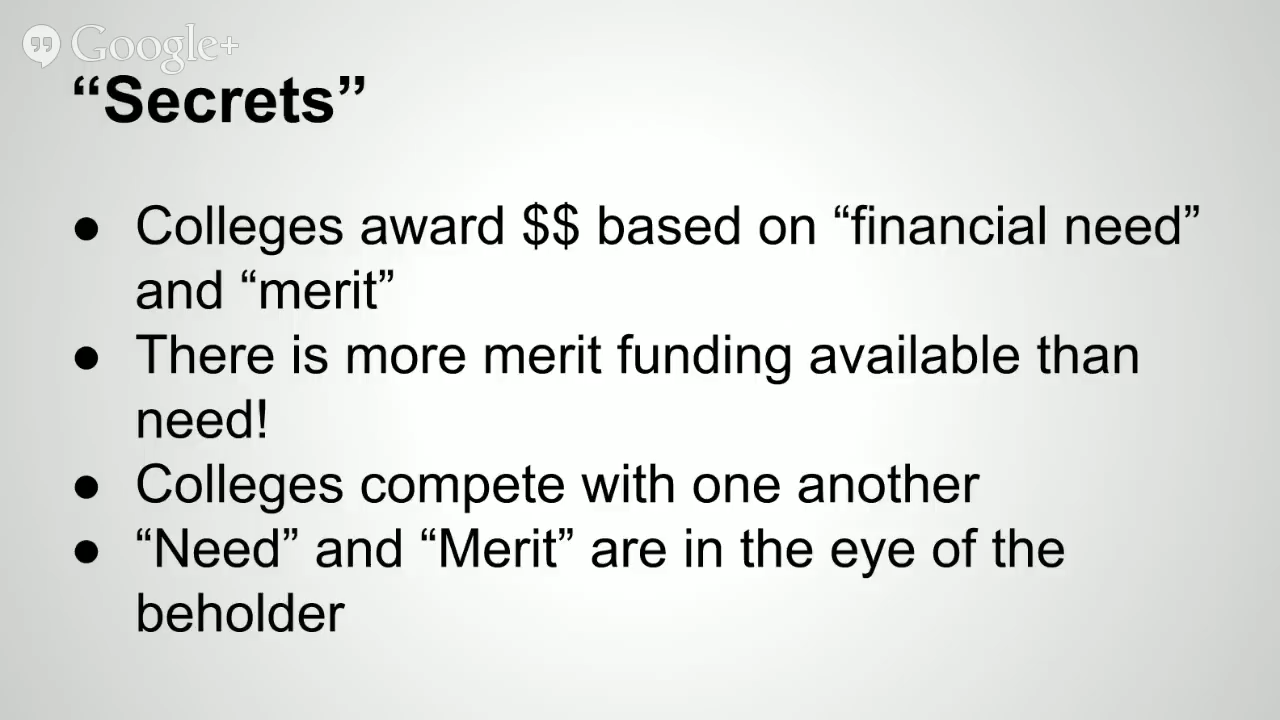 Google+
“Secrets”
● Colleges award $$ based on “financial need”
and “merit”
● There is more merit funding available than
need!
● Colleges compete with one another
● “Need” and “Merit” are in the eye of the
beholder